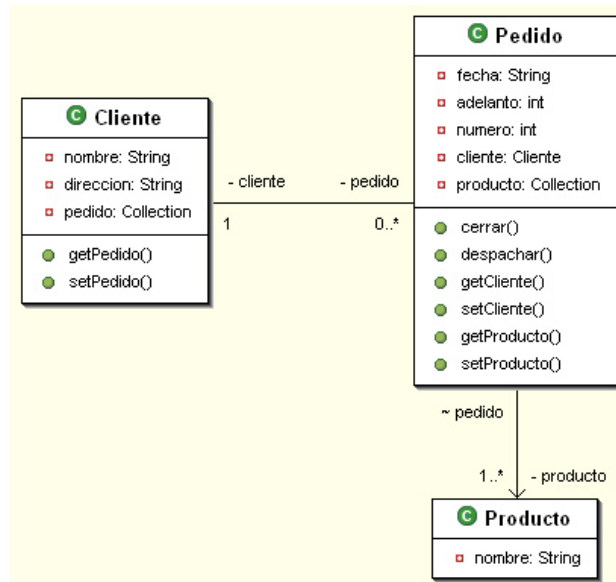 C Cliente
nombre: String
direccion: String
pedido: Collection
getPedido()
setPedido()
- cliente
- pedido
1
0..*
C Pedido
fecha: String
adelanto: int
numero: int
cliente: Cliente
producto: Collection
cerrar()
despachar()
getCliente()
setCliente()
getProducto()
setProducto()
~ pedido
1..*
- producto
C Producto
nombre: String